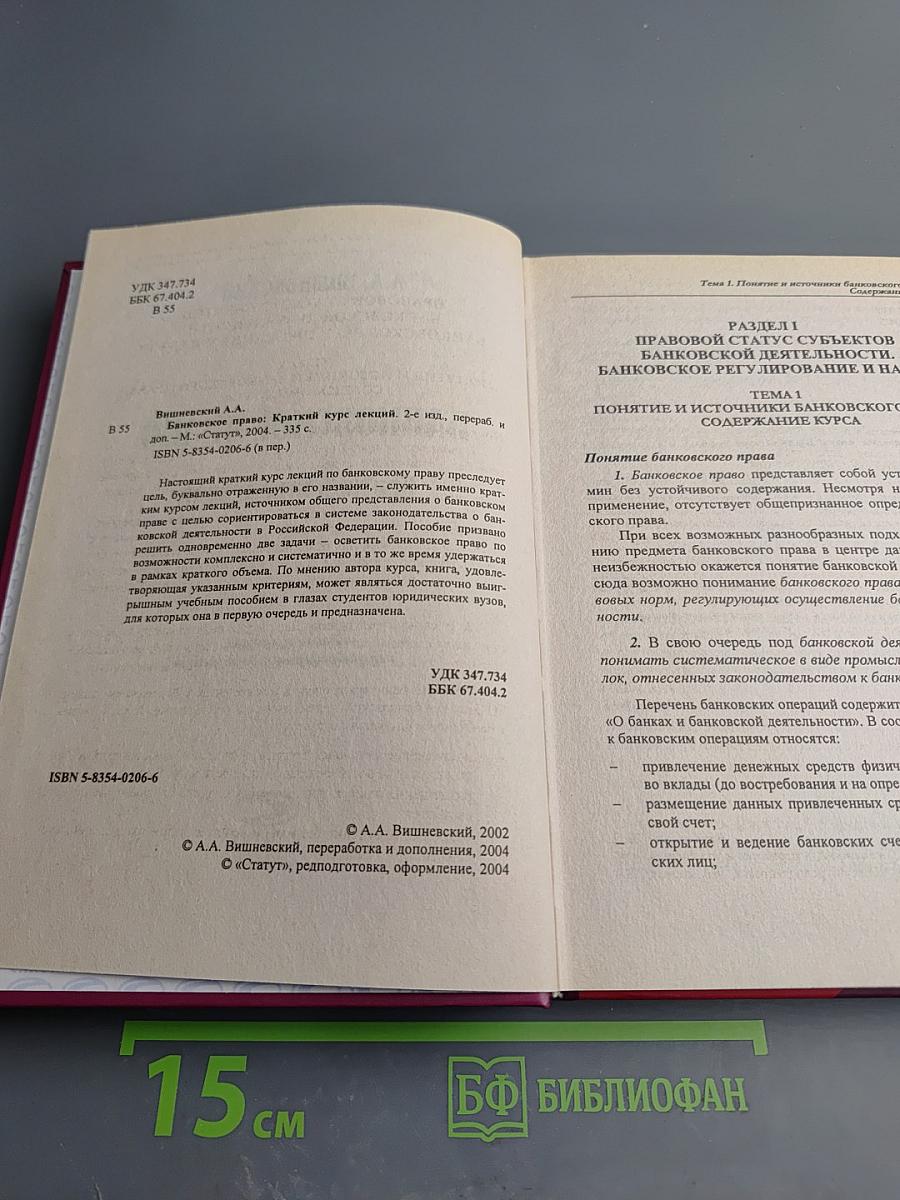 УДК 347.734
ББК 67.404.2
В 55
Вишневский А.А.
В 55 Банковское право: Краткий курс лекций. 2-е изд., перераб. и
доп. – М.: «Статут», 2004. – 335 с.
ISBN 5-8354-0206-6 (в пер.)
Настоящий краткий курс лекций по банковскому праву преследует
цель, буквально отраженную в его названии, – служить именно крат-
ким курсом лекций, источником общего представления о банковском
праве с целью сориентироваться в системе законодательства о бан-
ковской деятельности в Российской Федерации. Пособие призвано
решить одновременно две задачи – осветить банковское право по
возможности комплексно и систематично и в то же время удержаться
в рамках краткого объема. По мнению автора курса, книга, удовле-
творяющая указанным критериям, может являться достаточно выиг-
рышным учебным пособием в глазах студентов юридических вузов,
для которых она в первую очередь и предназначена.
УДК 347.734
ББК 67.404.2
ISBN 5-8354-0206-6
© А.А. Вишневский, 2002
© А.А. Вишневский, переработка и дополнения, 2004
© «Статут», редподготовка, оформление, 2004
Тема 1. Понятие и источники банковского
Содержани
РАЗДЕЛ I
ПРАВОВОЙ СТАТУС СУБЪЕКТОВ
БАНКОВСКОЙ ДЕЯТЕЛЬНОСТИ.
БАНКОВСКОЕ РЕГУЛИРОВАНИЕ И НА
ТЕМА 1
ПОНЯТИЕ И ИСТОЧНИКИ БАНКОВСКОГО
СОДЕРЖАНИЕ КУРСА
Понятие банковского права
1. Банковское право представляет собой уст
мин без устойчивого содержания. Несмотря н
применение, отсутствует общепризнанное опред
ского права.
При всех возможных разнообразных подх
нию предмета банковского права в центре да
неизбежностью окажется понятие банковской
сюда возможно понимание банковского права
вовых норм, регулирующих осуществление ба
ности.
2. В свою очередь под банковской дея
понимать систематическое в виде промысл
лок, отнесенных законодательством к банк
Перечень банковских операций содержит
«О банках и банковской деятельности». В соо
к банковским операциям относятся:
– привлечение денежных средств физич
во вклады (до востребования и на опре
– размещение данных привлеченных ср
свой счет;
– открытие и ведение банковских сче
ских лиц;
15 см
БФ БИБЛИОФАН